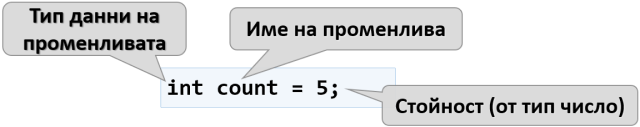 Тип данни на
променливата
Име на променлива
int count = 5;
Стойност (от тип число)